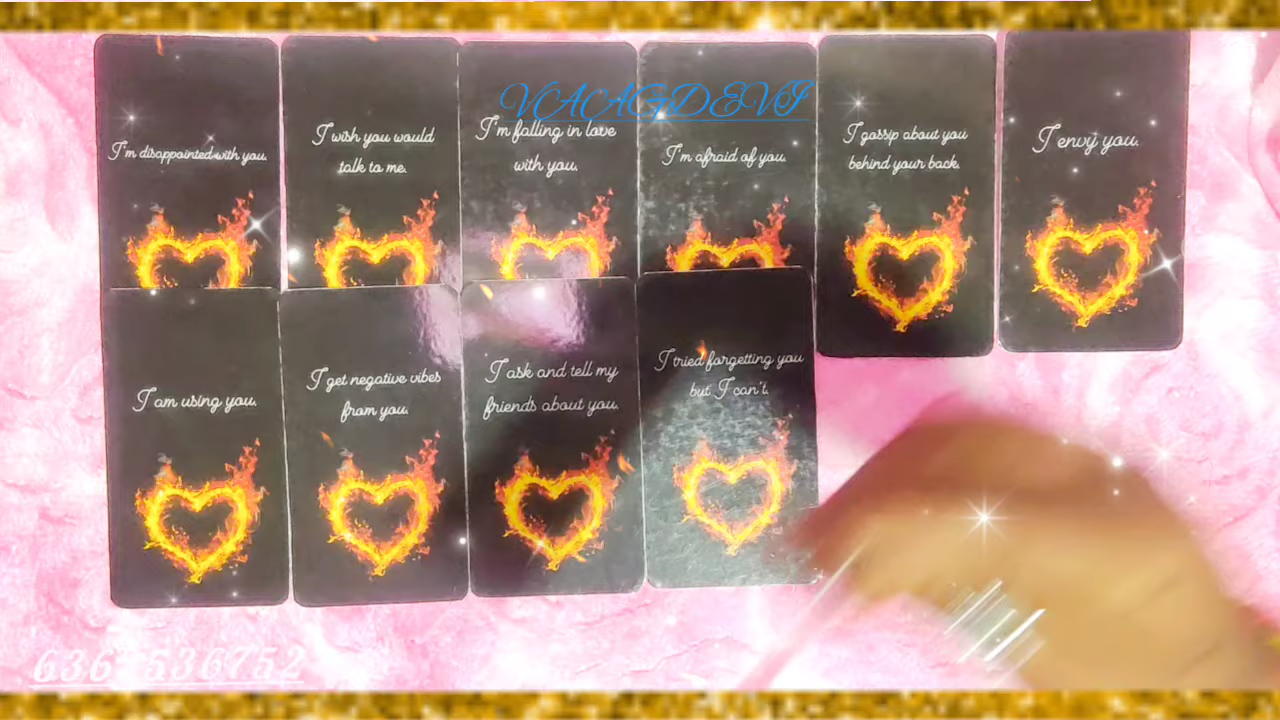 VACAGDEVI
I'm disappointed with you.
I wish you would
talk to me.
I'm falling in love
with you.
I'm afraid of you.
I gossip about you
behind your back.
I envy you.
I am using you.
I get negative vibes
from you.
I ask and tell my
friends about you.
I tried forgetting you
but I can't.